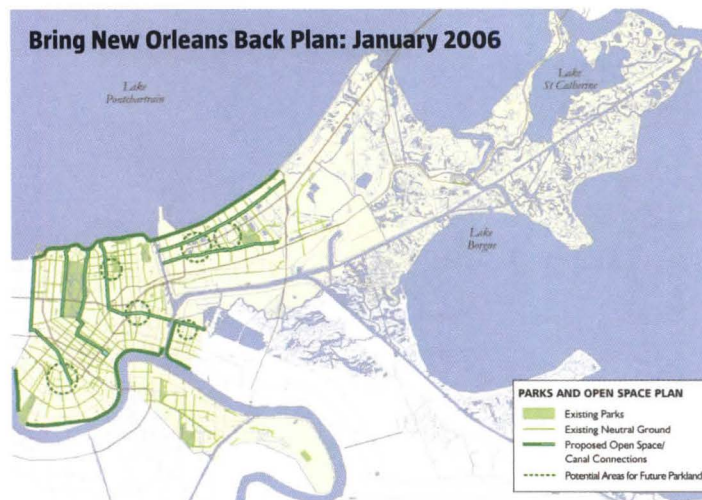 Bring New Orleans Back Plan: January 2006
Lake
Pontchartrain
Lake
St Catherine
Lake
Borgne
PARKS AND OPEN SPACE PLAN
Existing Parks
Existing Neutral Ground
Proposed Open Space/
Canal Connections
Potential Areas for Future Parkland